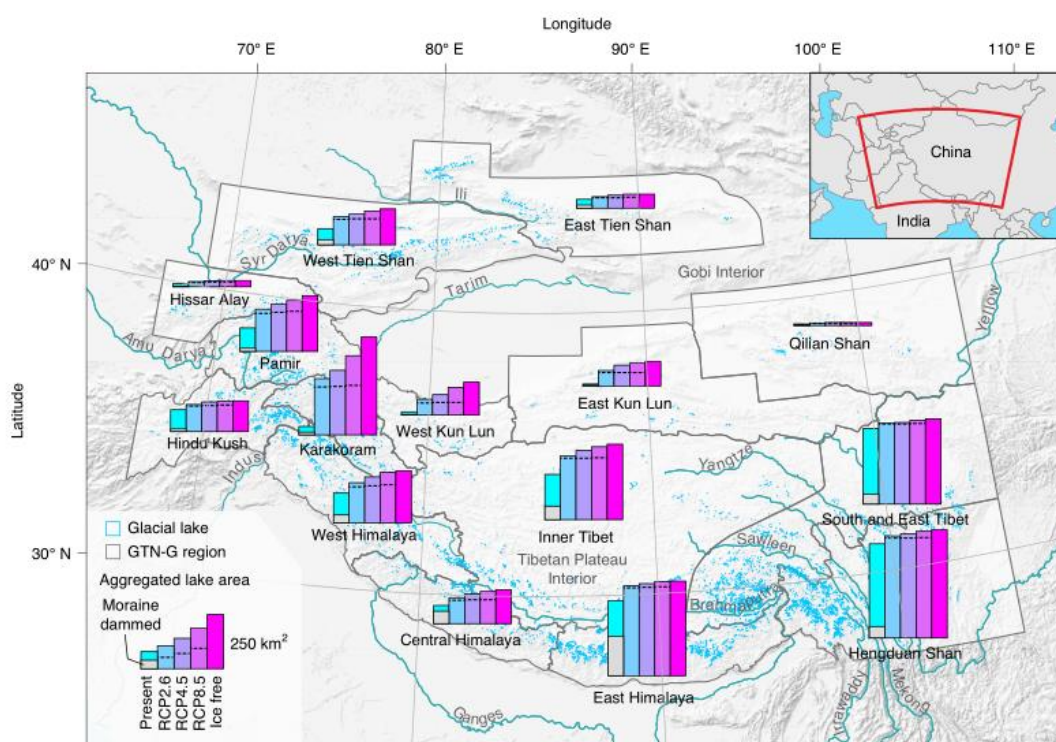 Longitude
70° E
80° E
90° E
100° E
110° E
Latitude
40° N
30° N
China
India
Ili
East Tien Shan
Syr Darya
West Tien Shan
Gobi Interior
Hissar Alay
Tarim
Yellow
Amu Darya
Pamir
Qilian Shan
East Kun Lun
West Kun Lun
Hindu Kush
Karakoram
Indus
Yangtze
South and East Tibet
West Himalaya
Inner Tibet
Tibetan Plateau
Interior
Salween
Brahmaputra
Central Himalaya
Hengduan Shan
East Himalaya
Ganges
Irrawaddy
Mekong
Glacial lake
GTN-G region
Aggregated lake area
Moraine
dammed
250 km²
Present
RCP2.6
RCP4.5
RCP8.5
Ice free